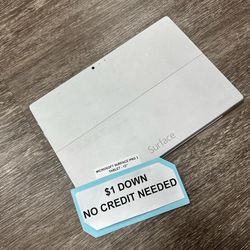 Surface
MICROSOFT SURFACE PRO 3
TABLET - 12"
$1 DOWN
NO CREDIT NEEDED